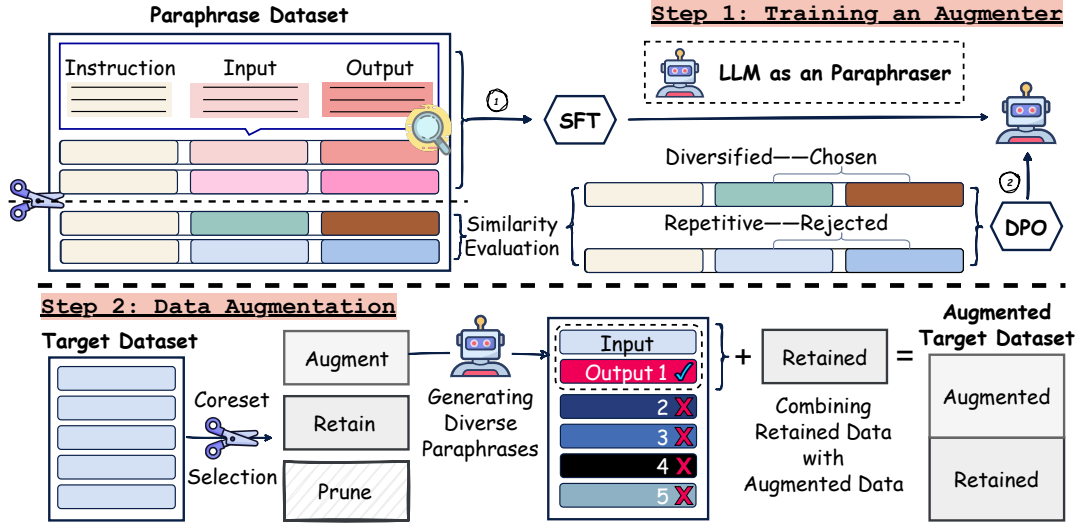 Paraphrase Dataset
Step 1: Training an Augmenter
Instruction
Input
Output
1
SFT
LLM as an Paraphraser
Diversified——Chosen
Similarity
Evaluation
Repetitive——Rejected
2
DPO
Step 2: Data Augmentation
Target Dataset
Coreset
Selection
Augment
Retain
Prune
Generating
Diverse
Paraphrases
Input
Output 1
2 X
3 X
4 X
5 X
+
Retained
=
Combining
Retained Data
with
Augmented Data
Augmented
Target Dataset
Augmented
Retained